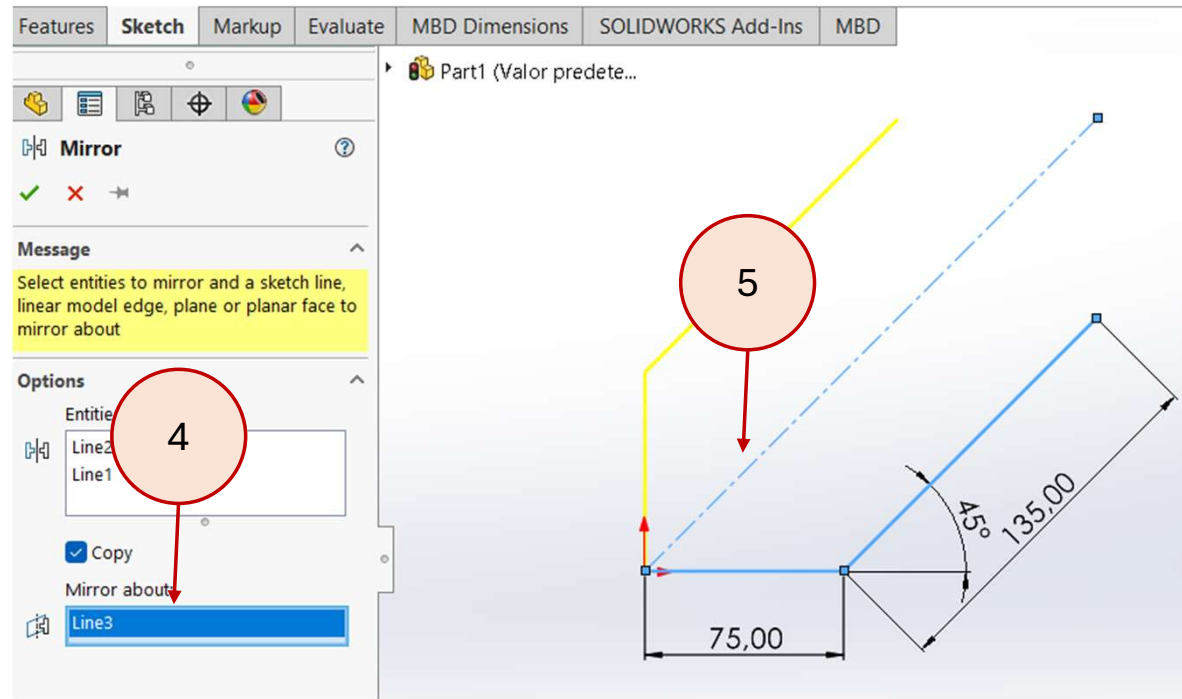 Features Sketch Markup Evaluate MBD Dimensions SOLIDWORKS Add-Ins MBD
Part1 (Valor predete...
Mirror
Message
Select entities to mirror and a sketch line,
linear model edge, plane or planar face to
mirror about
Options
4
Line2
Line1
Copy
Mirror about:
Line3
5
45°
135,00
75,00